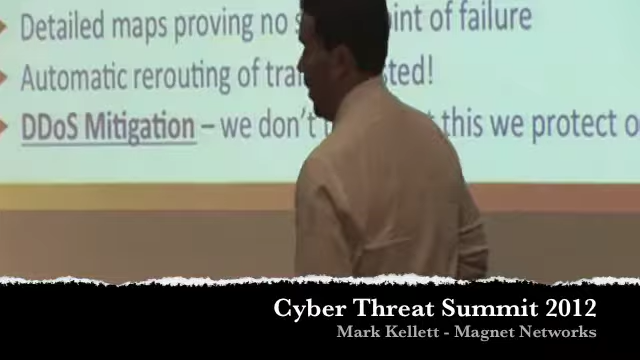 Detailed maps proving no s int of failure
Automatic rerouting of tra sted!
DDoS Mitigation – we don't this we protect o
Cyber Threat Summit 2012
Mark Kellett - Magnet Networks